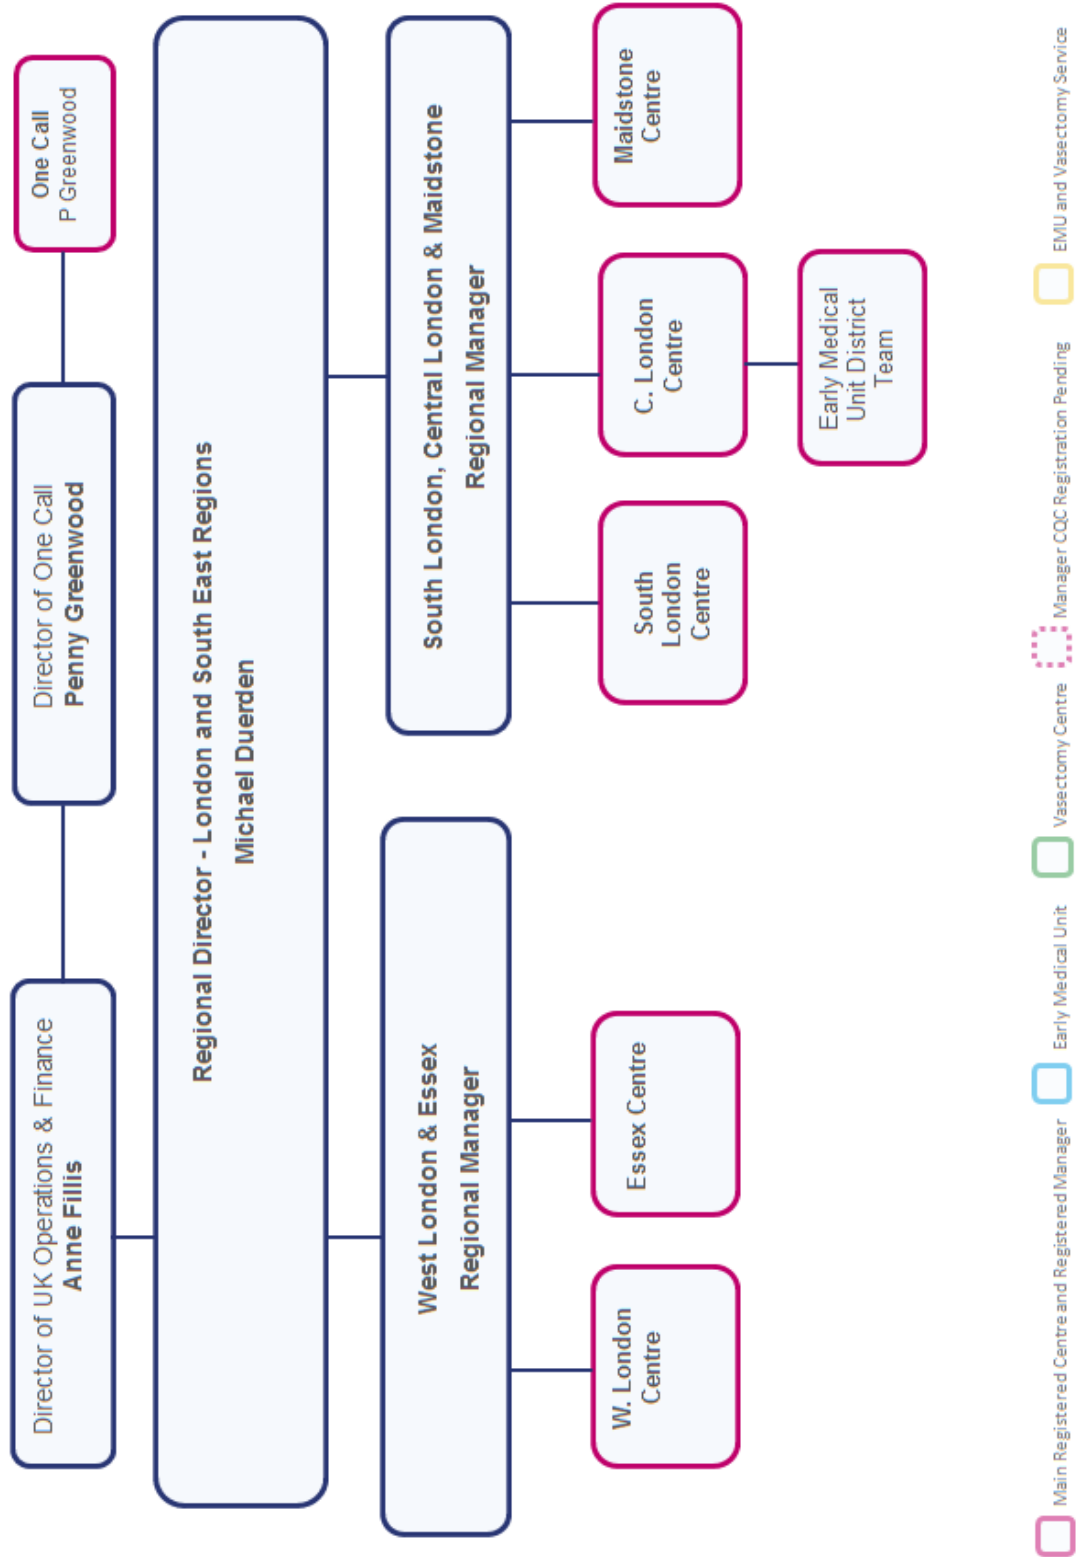 Director of UK Operations & Finance
Anne Fillis
Director of One Call
Penny Greenwood
One Call
P Greenwood
Regional Director - London and South East Regions
Michael Duerden
West London & Essex
Regional Manager
South London, Central London & Maidstone
Regional Manager
W. London
Centre
Essex Centre
South
London
Centre
C. London
Centre
Maidstone
Centre
Early Medical
Unit District
Team
Main Registered Centre and Registered Manager
Early Medical Unit
Vasectomy Centre
Manager CQC Registration Pending
EMU and Vasectomy Service